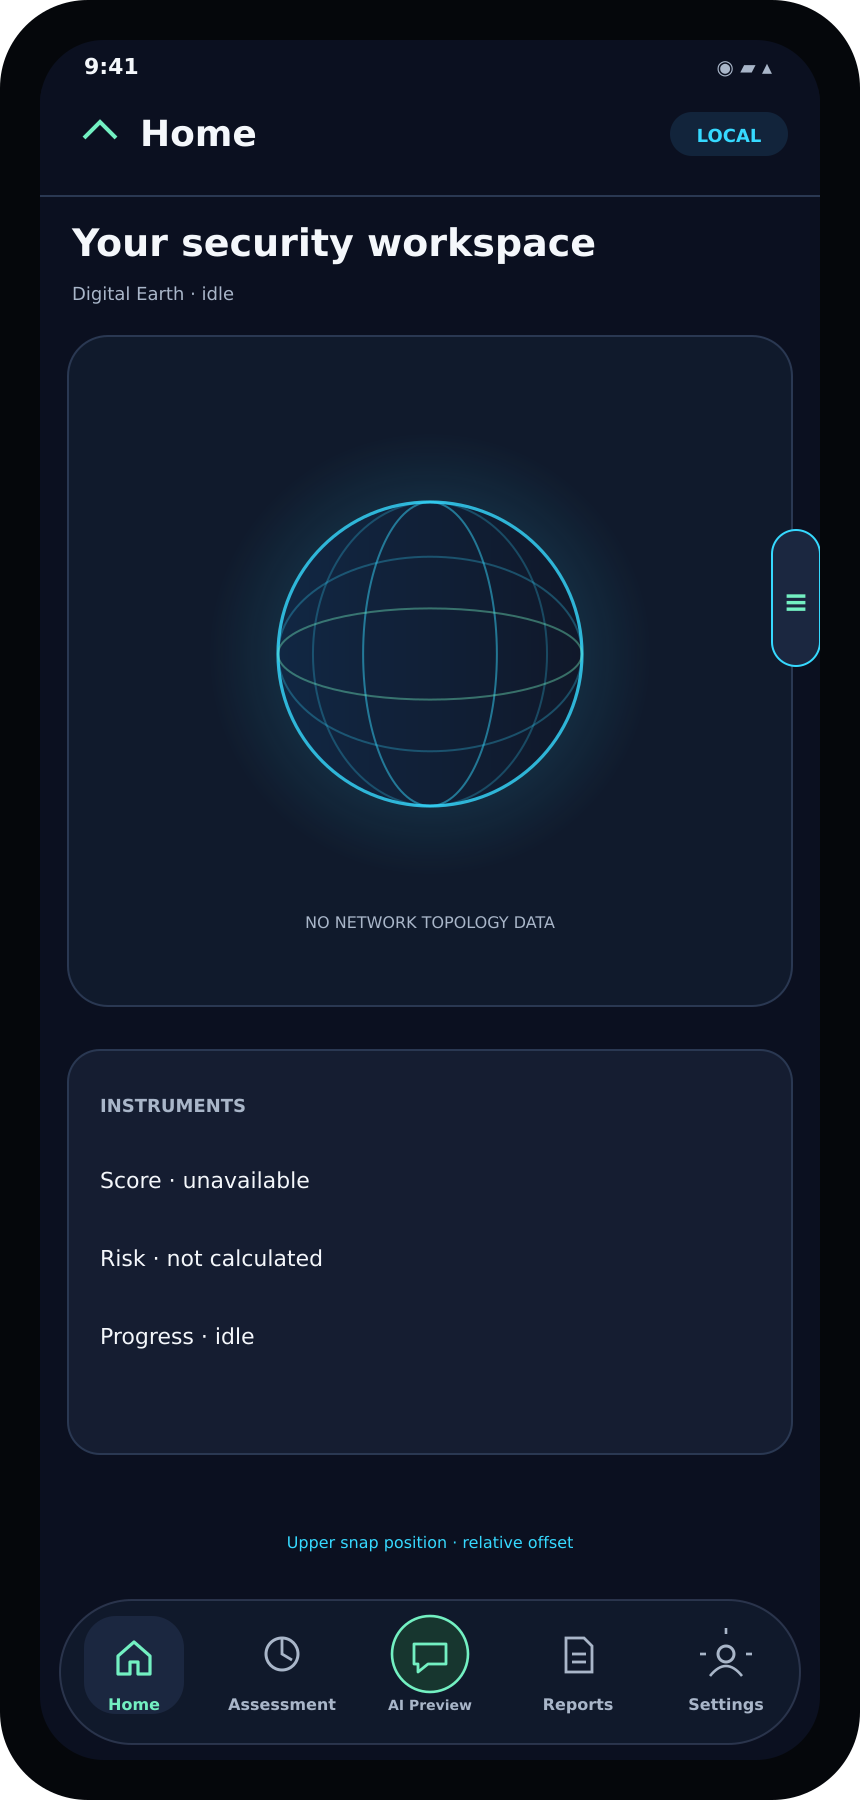 9:41
Home
LOCAL
Your security workspace
Digital Earth · idle
NO NETWORK TOPOLOGY DATA
INSTRUMENTS
Score · unavailable
Risk · not calculated
Progress · idle
Upper snap position · relative offset
Home
Assessment
AI Preview
Reports
Settings